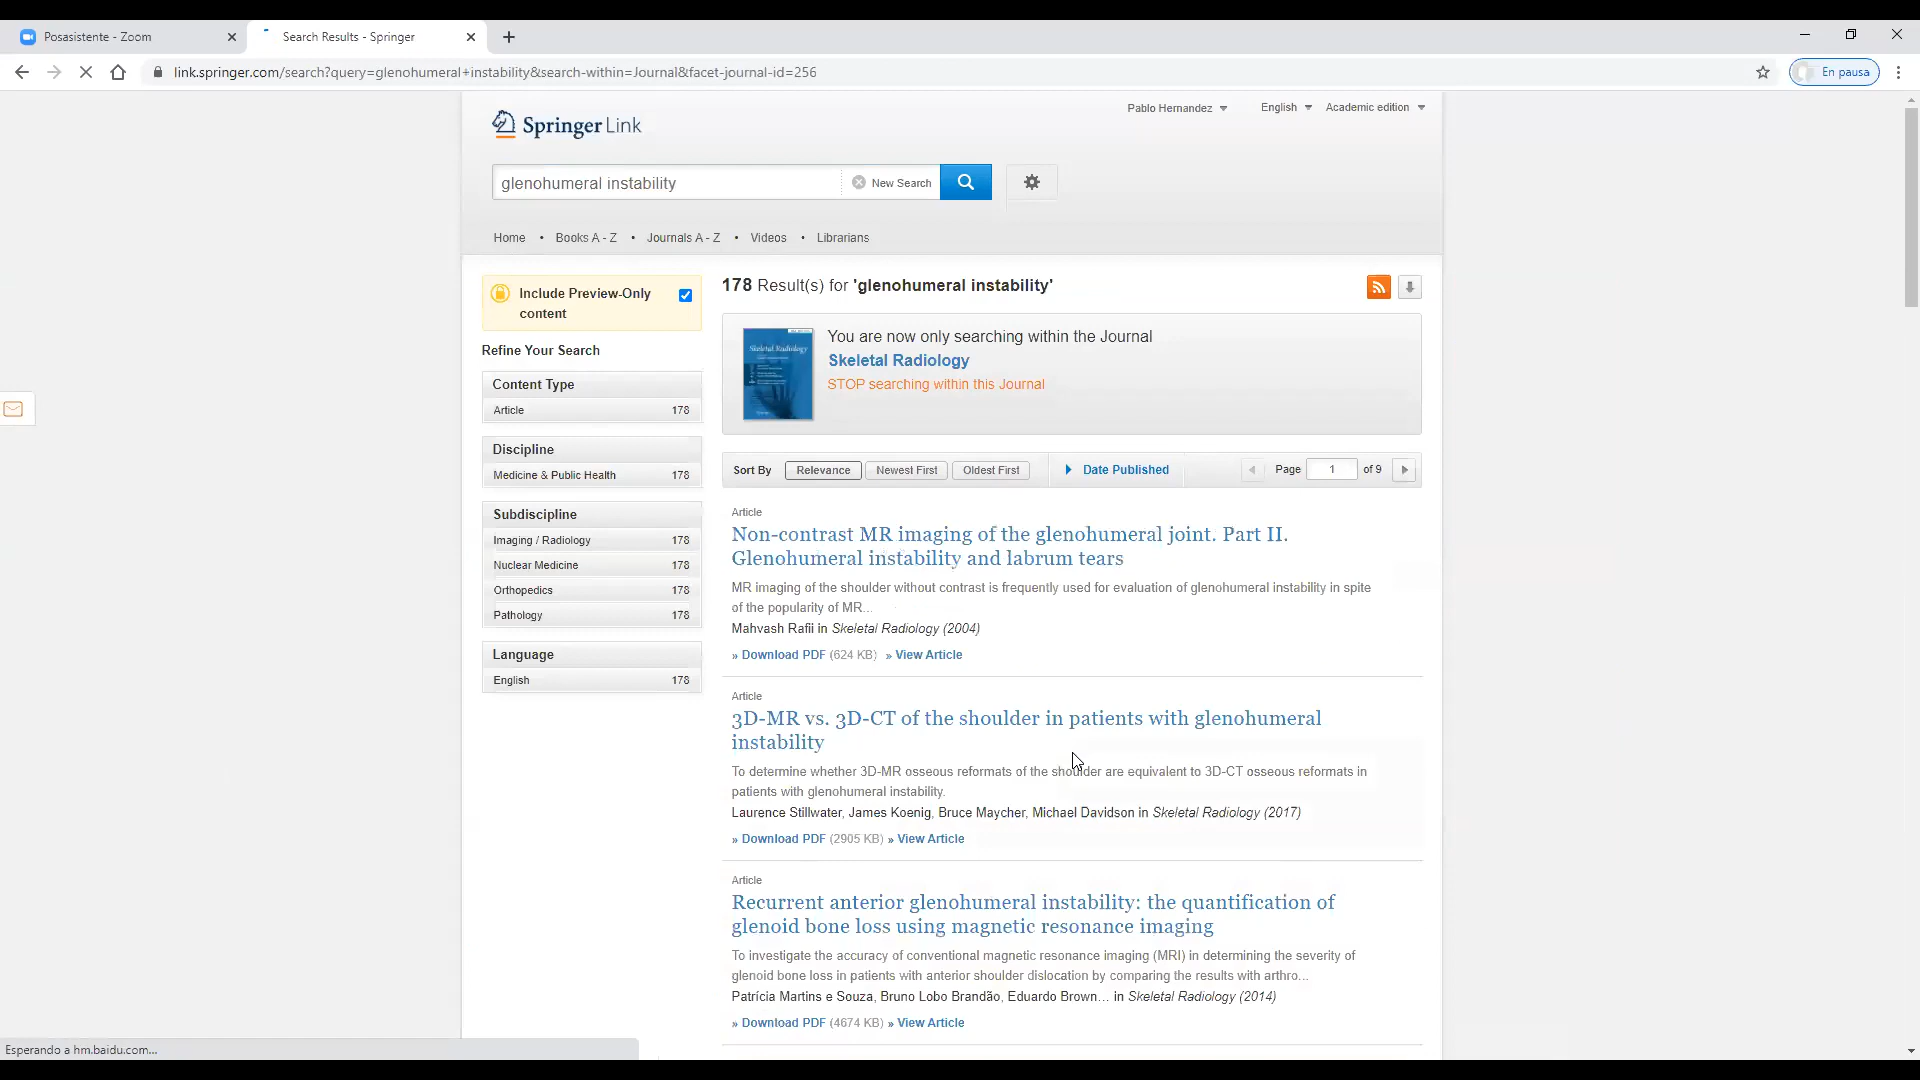 Posasistente - Zoom
Search Results - Springer
link.springer.com/search?query=glenohumeral+instability&search-within=Journal&facet-journal-id=256
En pausa
Pablo Hernandez
English
Academic edition
Springer Link
glenohumeral instability
New Search
Home • Books A - Z • Journals A - Z • Videos • Librarians
Include Preview-Only
content
Refine Your Search
Content Type
Article 178
Discipline
Medicine & Public Health 178
Subdiscipline
Imaging / Radiology 178
Nuclear Medicine 178
Orthopedics 178
Pathology 178
Language
English 178
178 Result(s) for 'glenohumeral instability'
Skeletal Radiology
You are now only searching within the Journal
Skeletal Radiology
STOP searching within this Journal
Sort By Relevance Newest First Oldest First Date Published Page 1 of 9
Article
Non-contrast MR imaging of the glenohumeral joint. Part II.
Glenohumeral instability and labrum tears
MR imaging of the shoulder without contrast is frequently used for evaluation of glenohumeral instability in spite
of the popularity of MR...
Mahvash Rafii in Skeletal Radiology (2004)
» Download PDF (624 KB) » View Article
Article
3D-MR vs. 3D-CT of the shoulder in patients with glenohumeral
instability
To determine whether 3D-MR osseous reformats of the shoulder are equivalent to 3D-CT osseous reformats in
patients with glenohumeral instability.
Laurence Stillwater, James Koenig, Bruce Maycher, Michael Davidson in Skeletal Radiology (2017)
» Download PDF (2905 KB) » View Article
Article
Recurrent anterior glenohumeral instability: the quantification of
glenoid bone loss using magnetic resonance imaging
To investigate the accuracy of conventional magnetic resonance imaging (MRI) in determining the severity of
glenoid bone loss in patients with anterior shoulder dislocation by comparing the results with arthro...
Patrícia Martins e Souza, Bruno Lobo Brandão, Eduardo Brown... in Skeletal Radiology (2014)
» Download PDF (4674 KB) » View Article
Esperando a hm.baidu.com...